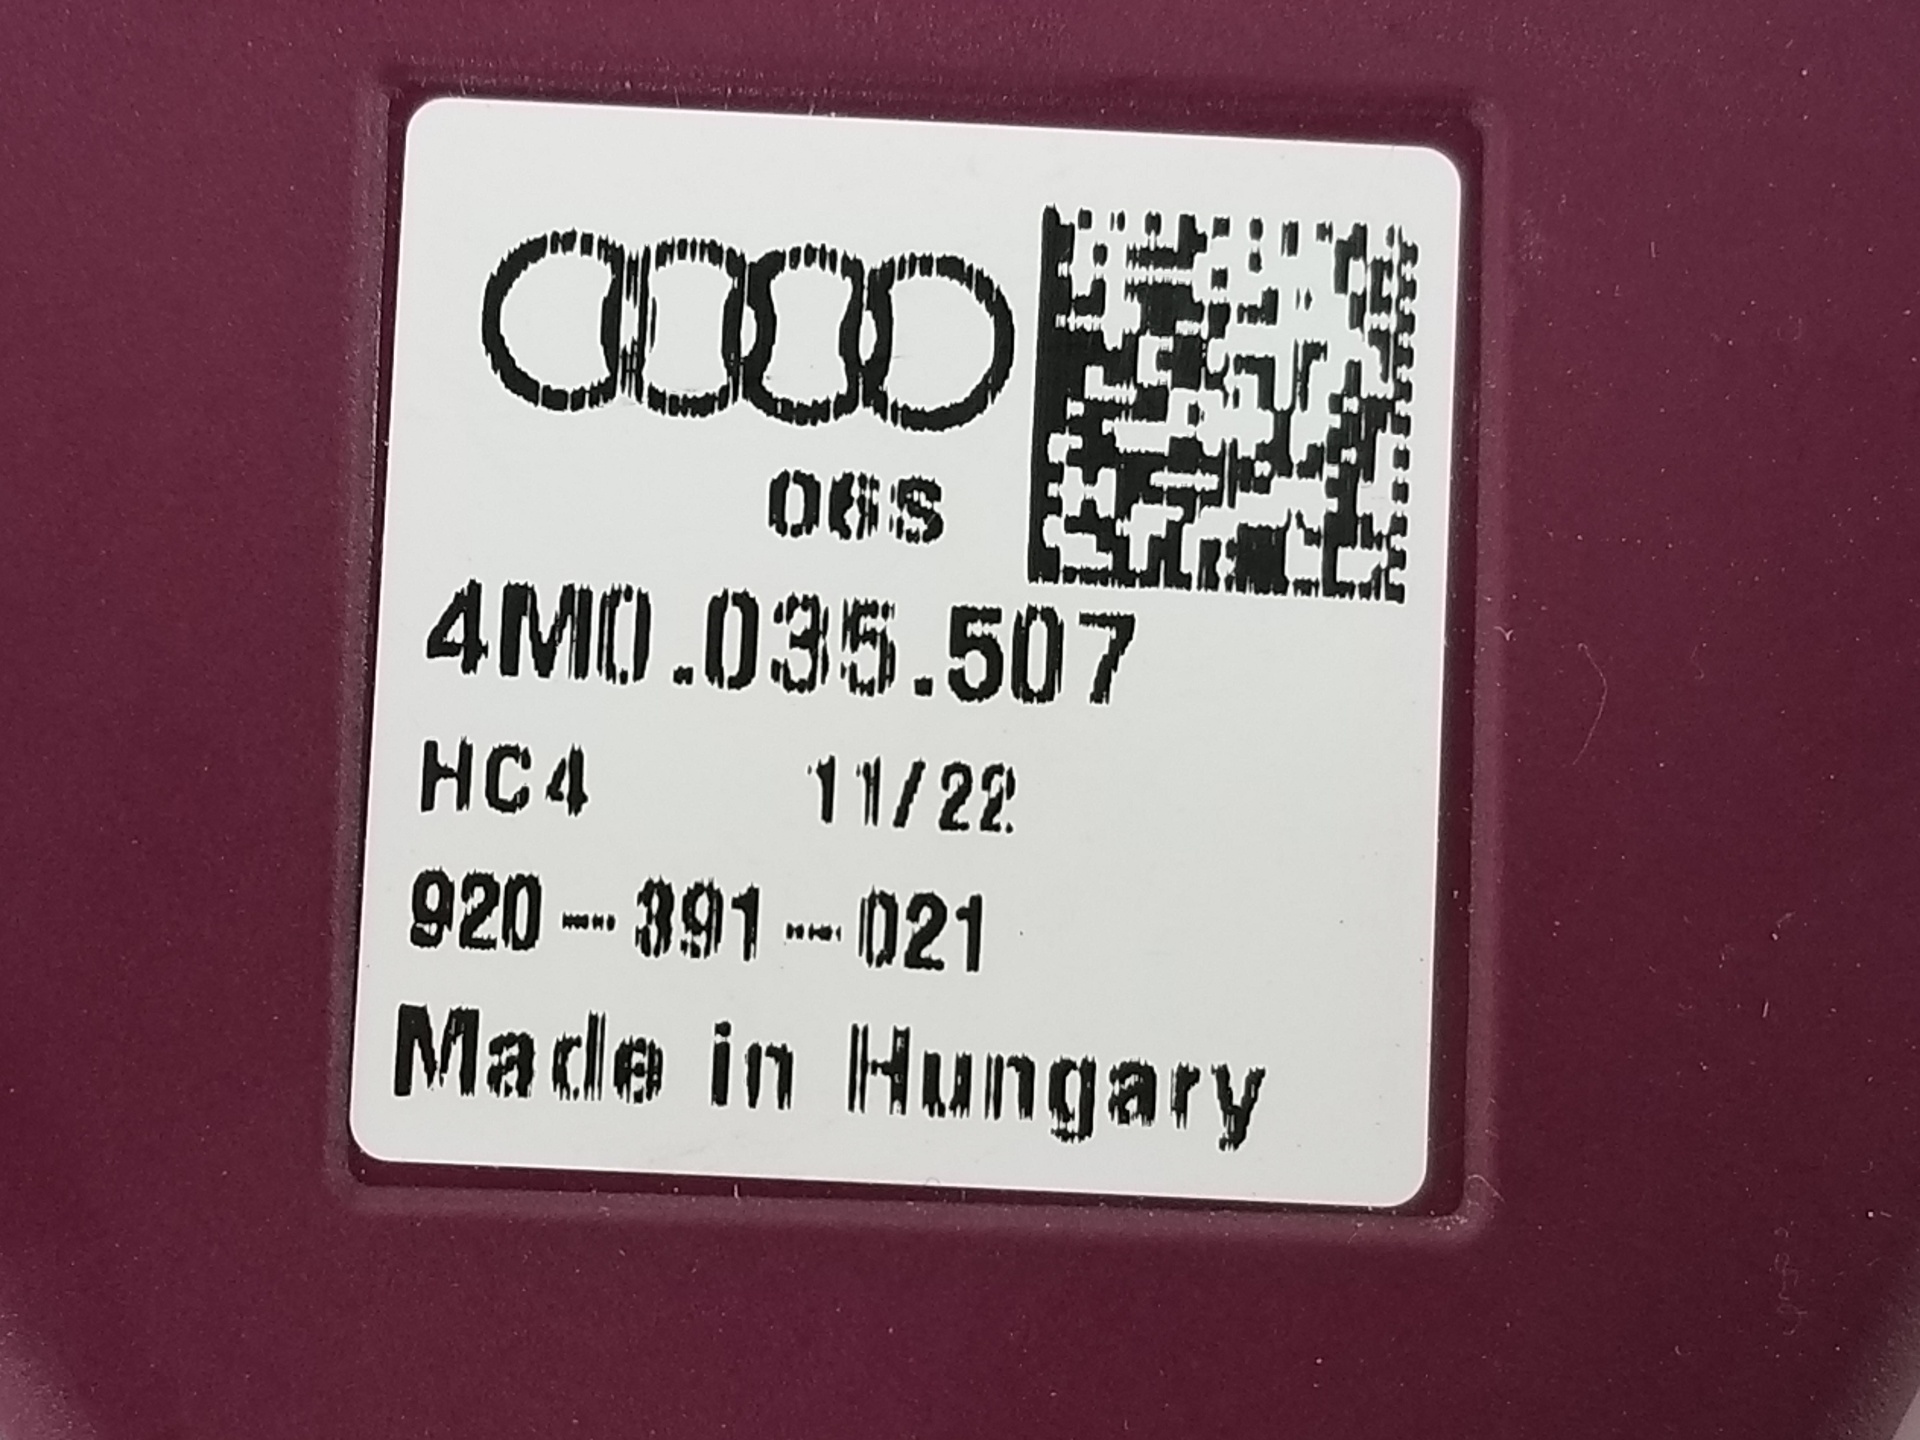 06S
4M0.035.507
HC4 11/22
920-391-021
Made in Hungary